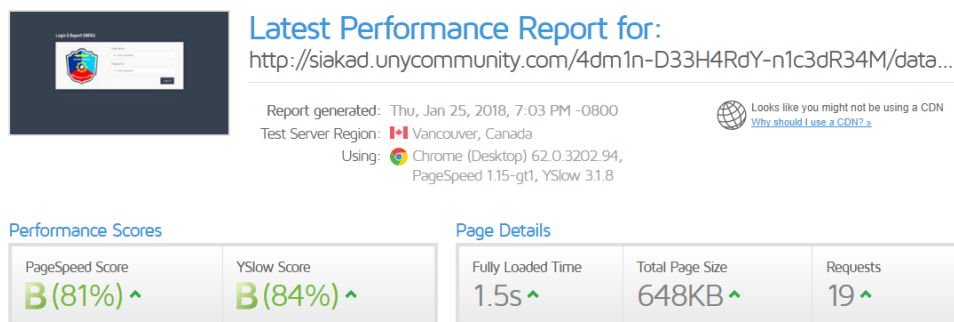 Login E-Raport SMEKA
Latest Performance Report for:
http://siakad.unycommunity.com/4dm1n-D33H4RdY-n1c3dR34M/data...
Report generated: Thu, Jan 25, 2018, 7:03 PM -0800
Test Server Region: Vancouver, Canada
Using: Chrome (Desktop) 62.0.3202.94,
PageSpeed 1.15-gt1, YSlow 3.1.8
Looks like you might not be using a CDN
Why should I use a CDN? »
Performance Scores
PageSpeed Score
B (81%)
YSlow Score
B (84%)
Page Details
Fully Loaded Time
1.5s
Total Page Size
648KB
Requests
19